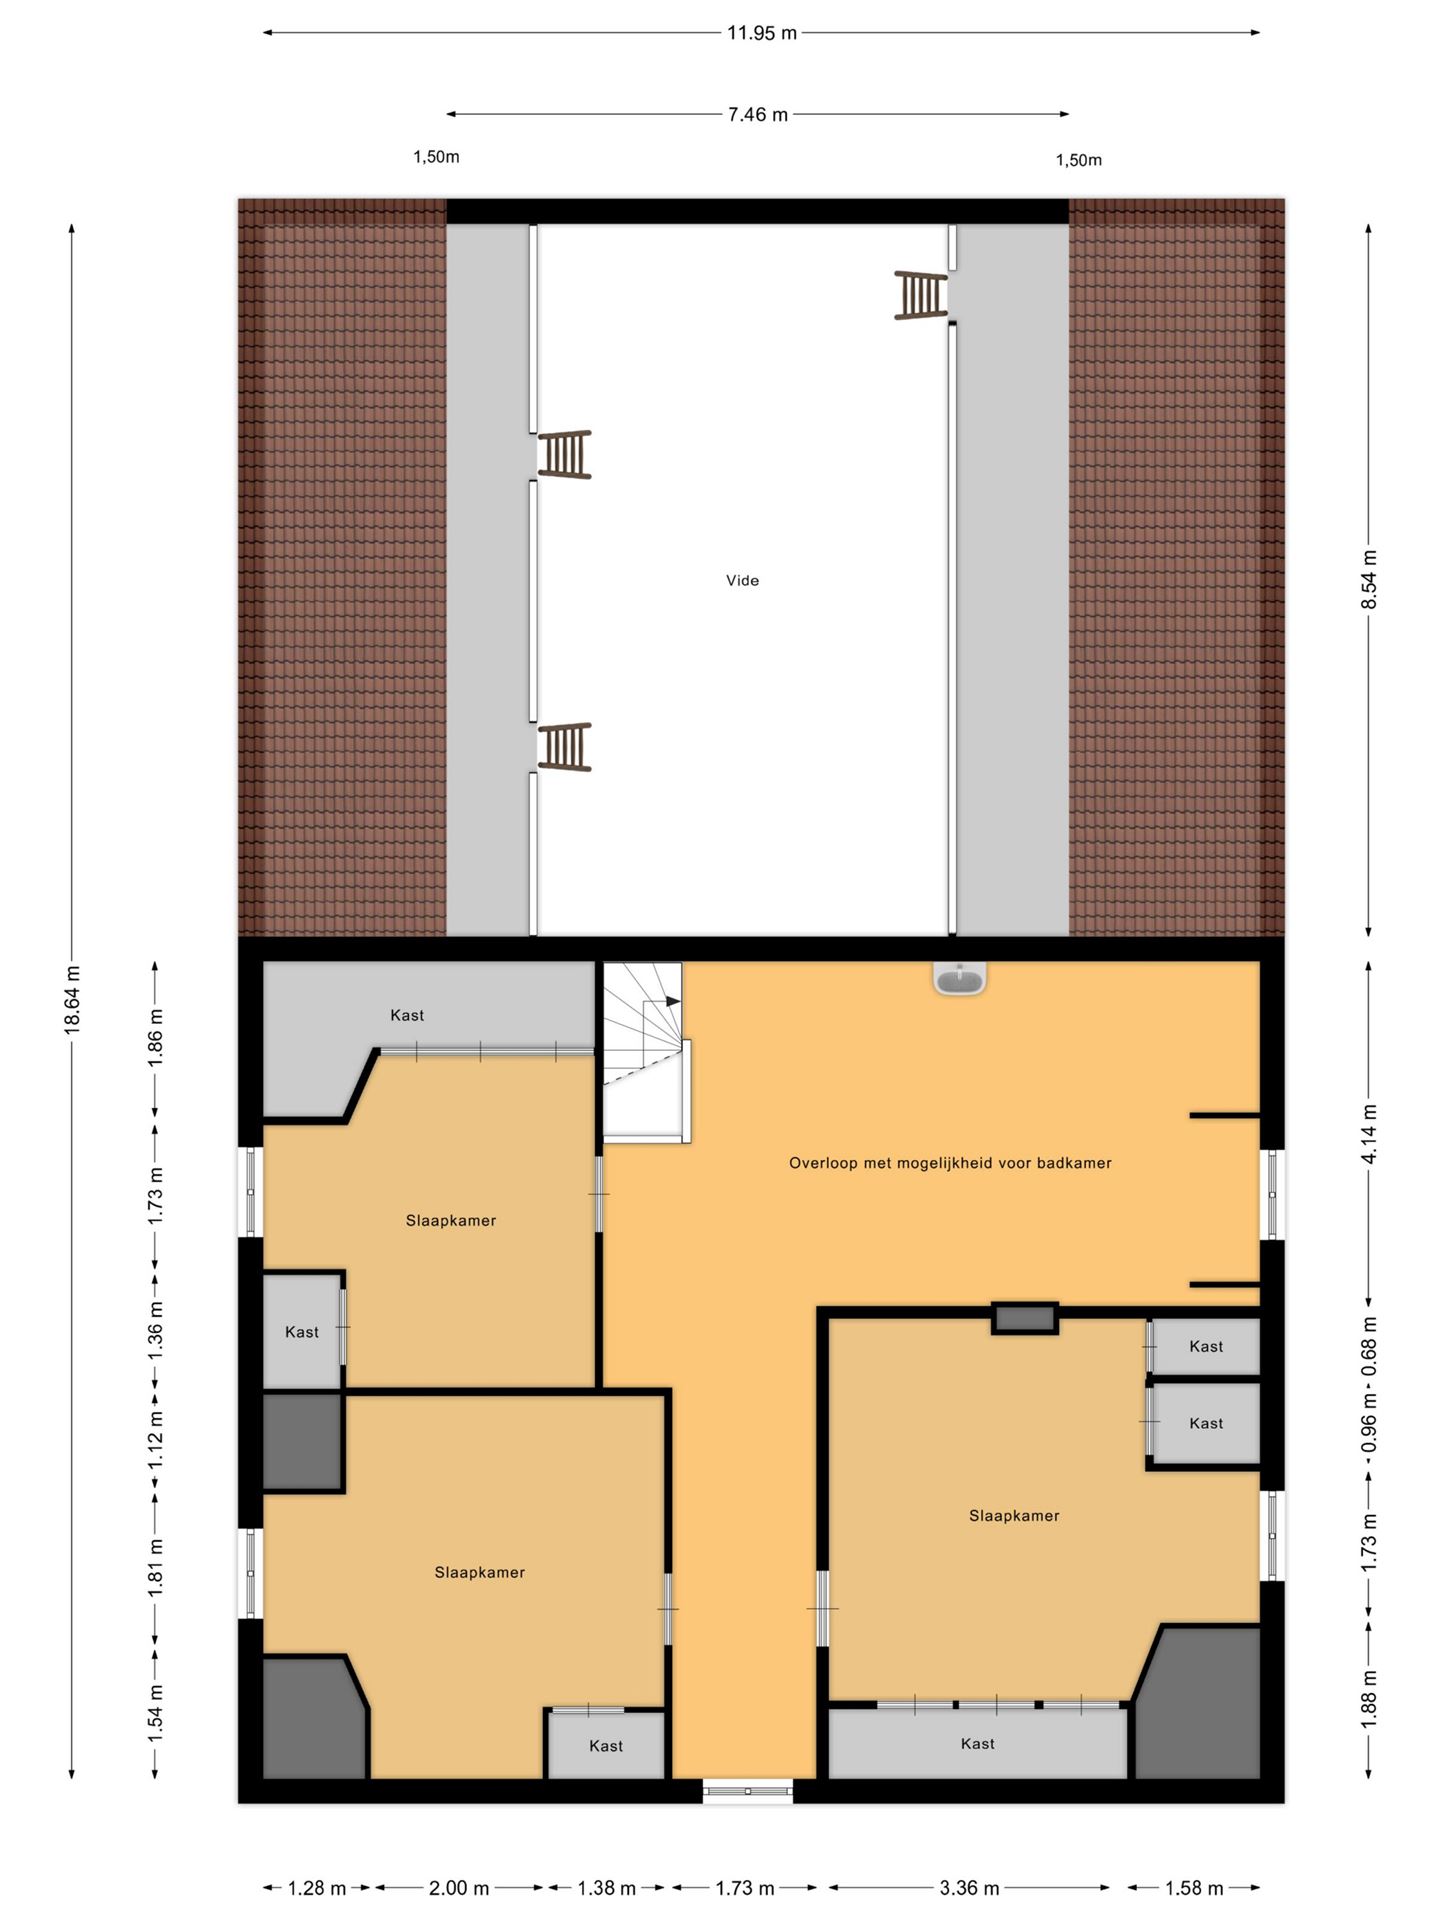 11.95 m
7.46 m
1,50m
1,50m
8.54 m
Vide
18.64 m
Kast
1.86 m
4.14 m
Overloop met mogelijkheid voor badkamer
1.73 m
Slaapkamer
1.36 m
Kast
0.68 m
Kast
1.12 m
0.96 m
Kast
Slaapkamer
1.73 m
1.81 m
Slaapkamer
1.54 m
1.88 m
Kast
Kast
1.28 m
2.00 m
1.38 m
1.73 m
3.36 m
1.58 m